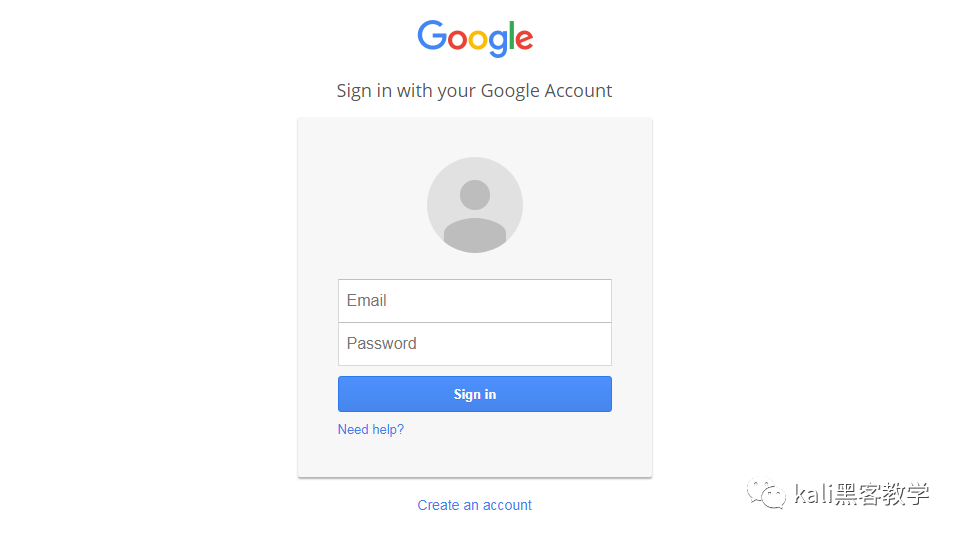 Google
Sign in with your Google Account
Email
Password
Sign in
Need help?
Create an account
kali黑客教学